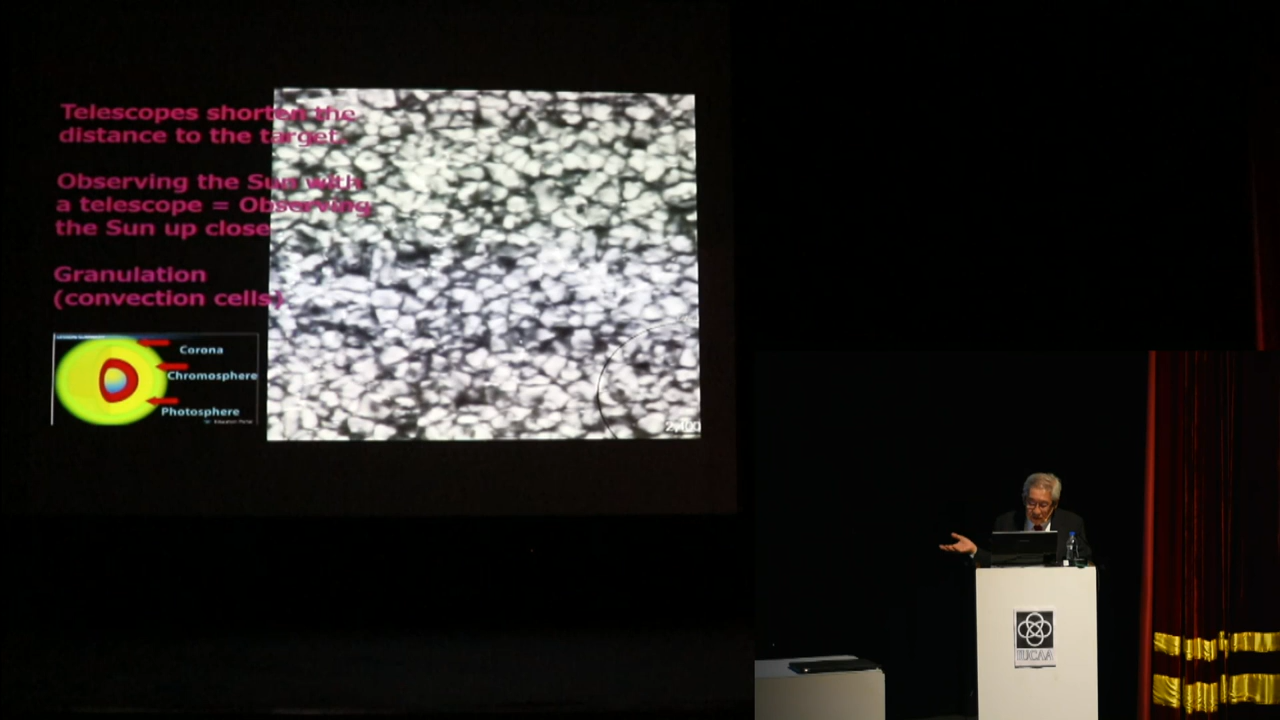 Telescopes shorten the
distance to the target.
Observing the Sun with
a telescope = Observing
the Sun up close
Granulation
(convection cells)
Corona
Chromosphere
Photosphere
IUCAA